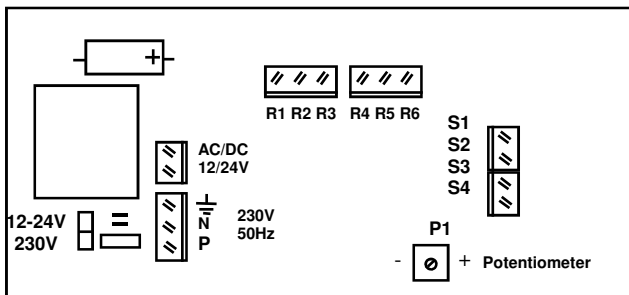 +
R1 R2 R3 R4 R5 R6
AC/DC
12/24V
S1
S2
S3
S4
12-24V
230V
N
P
230V
50Hz
P1
- + Potentiometer